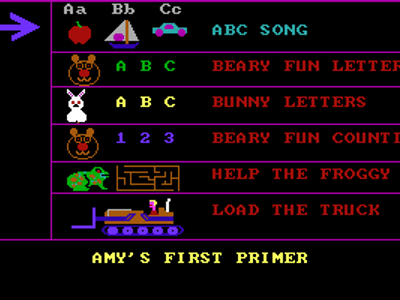 Aa Bb Cc
ABC SONG
A B C BEARY FUN LETTER
A B C BUNNY LETTERS
1 2 3 BEARY FUN COUNTI
HELP THE FROGGY
LOAD THE TRUCK
AMY'S FIRST PRIMER